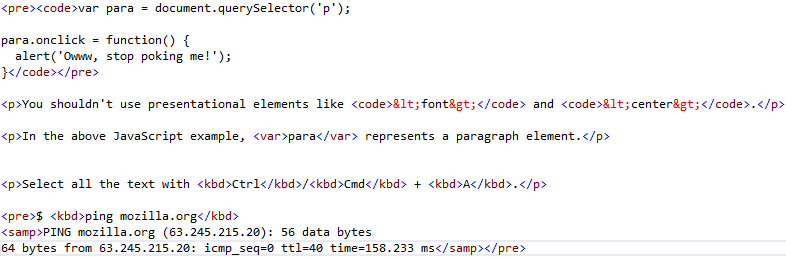 <pre><code>var para = document.querySelector('p');
para.onclick = function() {
  alert('Owww, stop poking me!');
}</code></pre>
<p>You shouldn't use presentational elements like <code>&lt;font&gt;</code> and <code>&lt;center&gt;</code>.</p>
<p>In the above JavaScript example, <var>para</var> represents a paragraph element.</p>
<p>Select all the text with <kbd>Ctrl</kbd>/<kbd>Cmd</kbd> + <kbd>A</kbd>.</p>
<pre>$ <kbd>ping mozilla.org</kbd>
<samp>PING mozilla.org (63.245.215.20): 56 data bytes
64 bytes from 63.245.215.20: icmp_seq=0 ttl=40 time=158.233 ms</samp></pre>